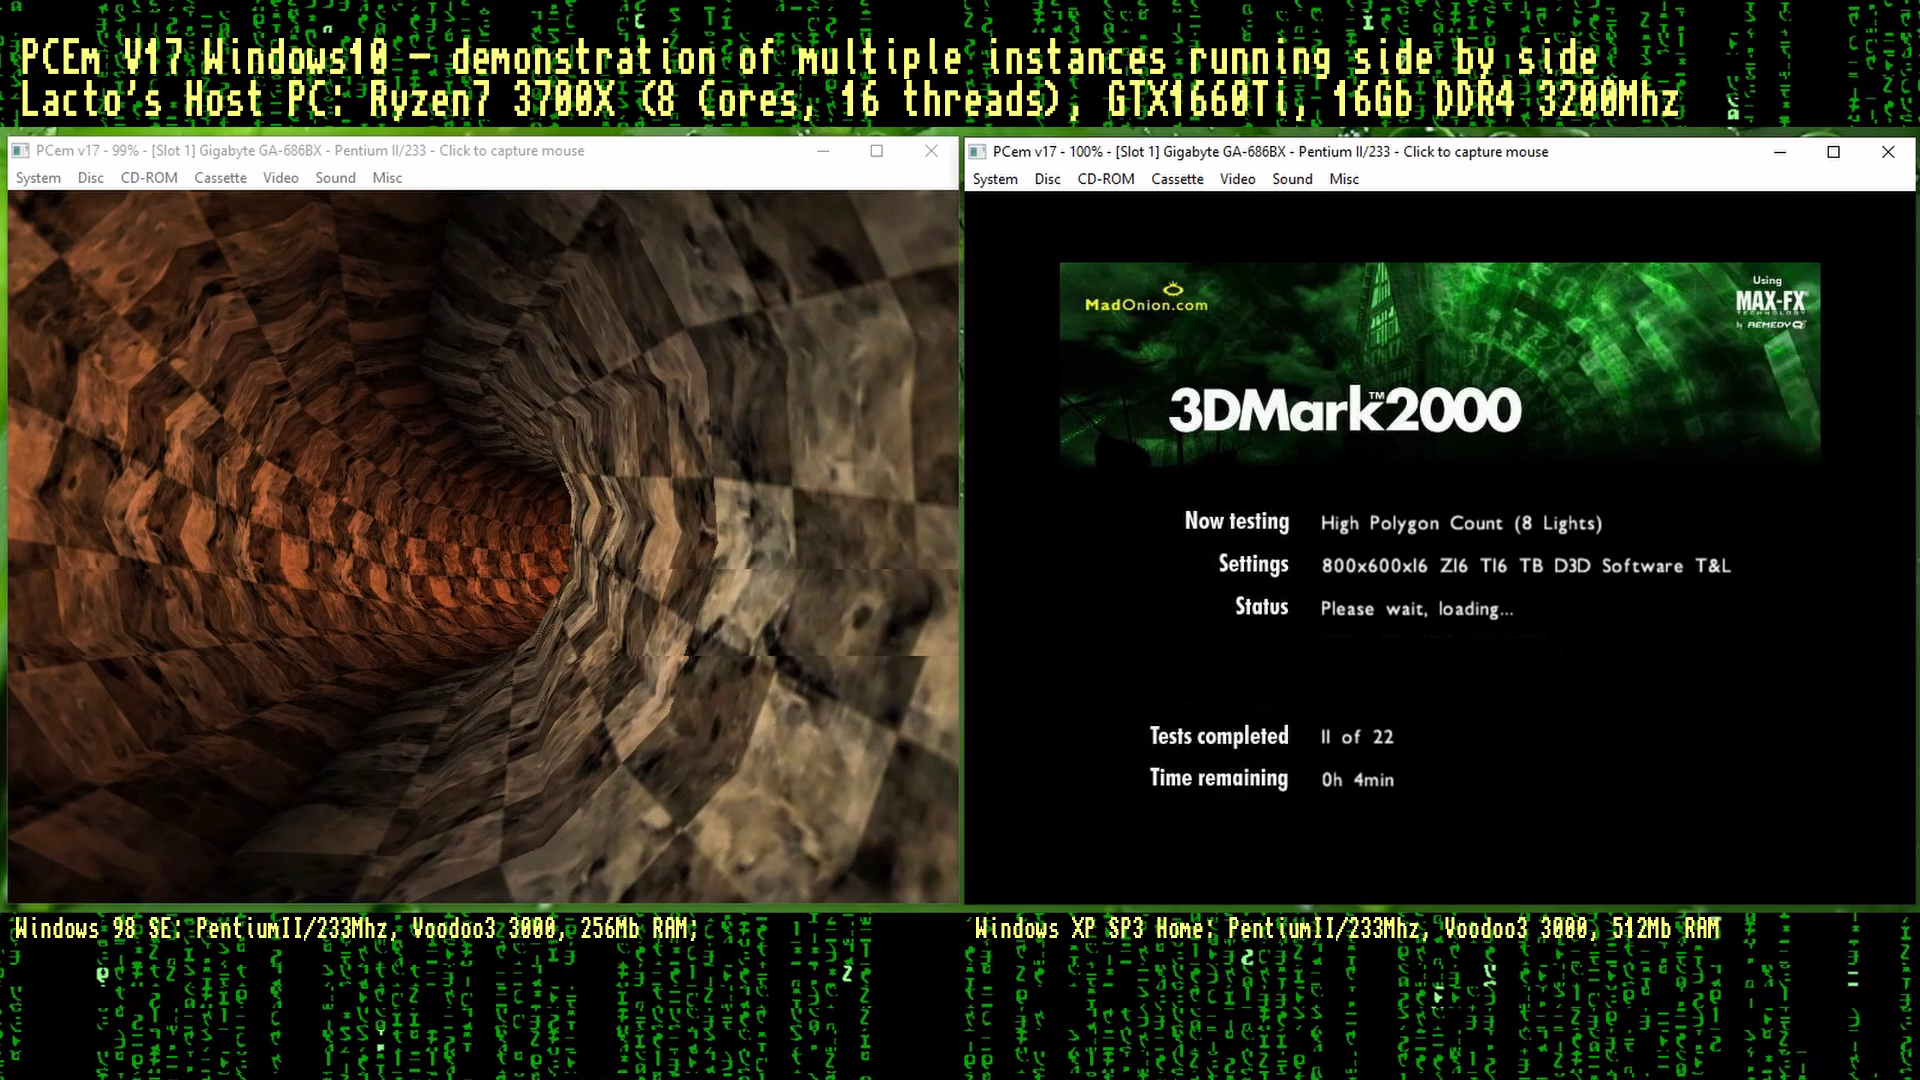 PCEm V17 Windows10 - demonstration of multiple instances running side by side
Lacto's Host PC: Ryzen7 3700X (8 Cores, 16 threads), GTX1660Ti, 16Gb DDR4 3200Mhz
PCem v17 - 99% - [Slot 1] Gigabyte GA-686BX - Pentium II/233 - Click to capture mouse
System Disc CD-ROM Cassette Video Sound Misc
PCem v17 - 100% - [Slot 1] Gigabyte GA-686BX - Pentium II/233 - Click to capture mouse
System Disc CD-ROM Cassette Video Sound Misc
MadOnion.com
Using
MAX-FX
TECHNOLOGY
by REMEDY
3DMark™2000
Now testing High Polygon Count (8 Lights)
Settings 800x600x16 Z16 T16 TB D3D Software T&L
Status Please wait, loading...
Tests completed 11 of 22
Time remaining 0h 4min
Windows 98 SE: PentiumII/233Mhz, Voodoo3 3000, 256Mb RAM;
Windows XP SP3 Home: PentiumII/233Mhz, Voodoo3 3000, 512Mb RAM